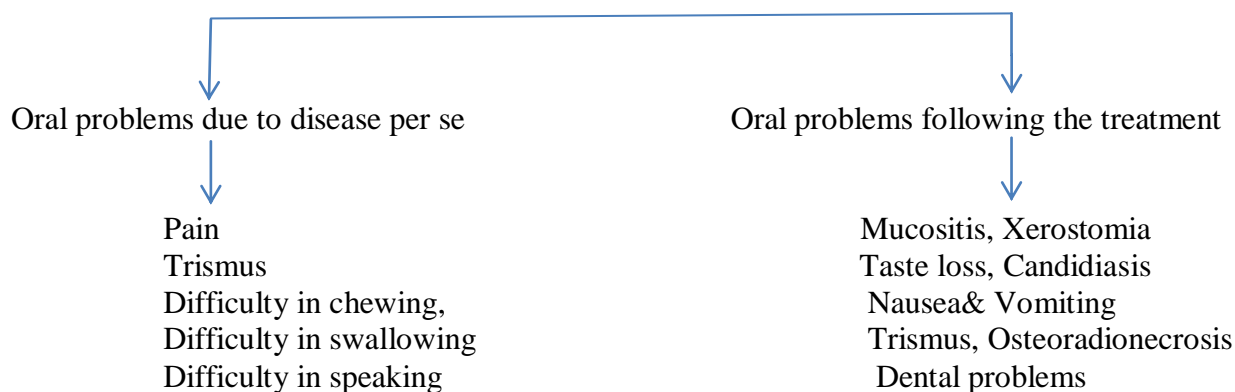 Oral problems due to disease per se
Pain
Trismus
Difficulty in chewing,
Difficulty in swallowing
Difficulty in speaking
Oral problems following the treatment
Mucositis, Xerostomia
Taste loss, Candidiasis
Nausea& Vomiting
Trismus, Osteoradionecrosis
Dental problems